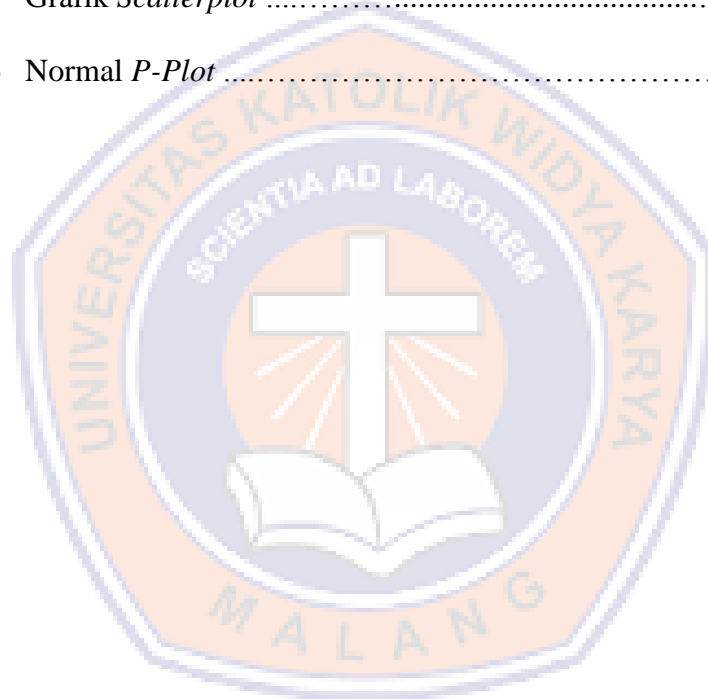 Grafik Scatterplot ....………......................................................
Normal P-Plot ....………………………………………
UNIVERSITAS KATOLIK WIDYA KARYA
SCIENTIA AD LABOREM
MALANG